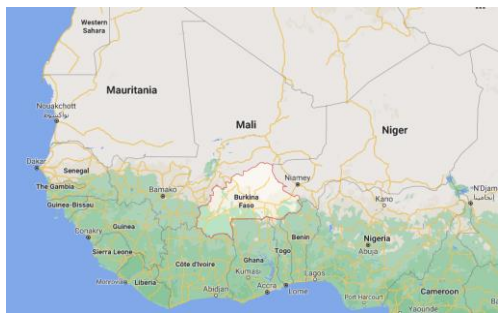 Western
Sahara
Mauritania
Nouakchott
نواكشوط
Mali
Niger
Dakar
Senegal
The Gambia
Guinea-Bissau
Bamako
Burkina
Faso
Niamey
Kano
N'Djam
Guinea
Conakry
Sierra Leone
Monrovia
Liberia
Côte d'Ivoire
Abidjan
Ghana
Kumasi
Accra
Togo
Lome
Benin
Lagos
Nigeria
Abuja
Port Harcourt
Cameroon
Yaounde